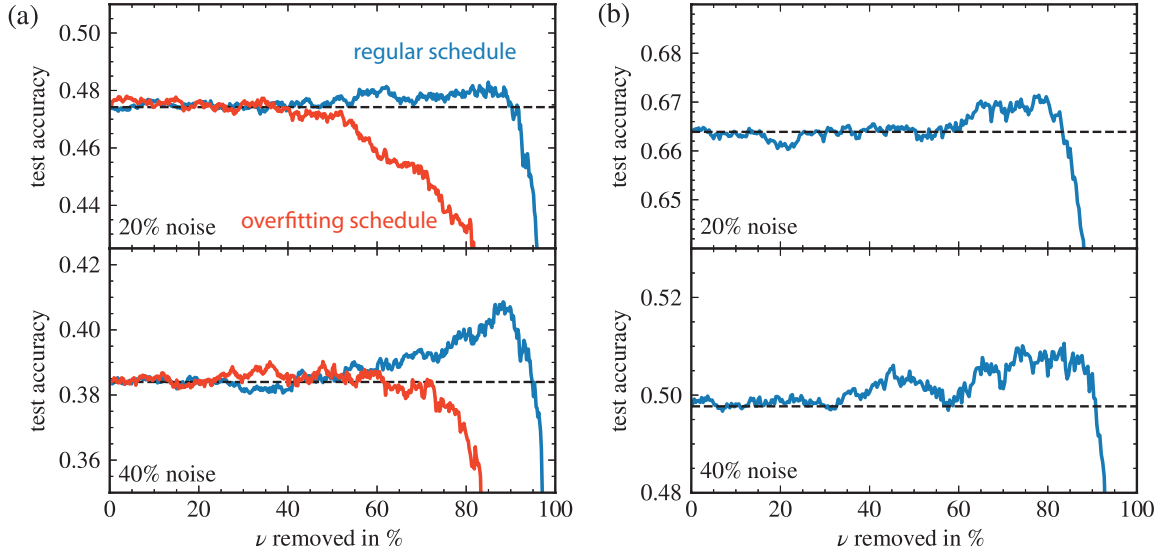 (a)
0.50
regular schedule
0.48
test accuracy
0.46
0.44
overfitting schedule
20% noise
0.42
0.40
test accuracy
0.38
0.36
40% noise
0 20 40 60 80 100
ν removed in %
(b)
0.68
0.67
test accuracy
0.66
0.65
20% noise
0.52
test accuracy
0.50
40% noise
0.48
0 20 40 60 80 100
ν removed in %